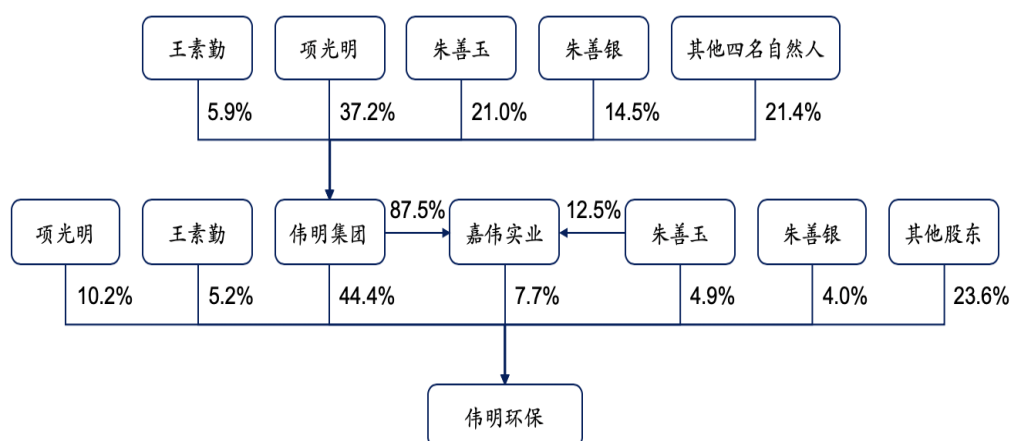 王素勤
项光明
朱善玉
朱善银
其他四名自然人
5.9%
37.2%
21.0%
14.5%
21.4%
项光明
王素勤
伟明集团
87.5%
嘉伟实业
12.5%
朱善玉
朱善银
其他股东
10.2%
5.2%
44.4%
7.7%
4.9%
4.0%
23.6%
伟明环保